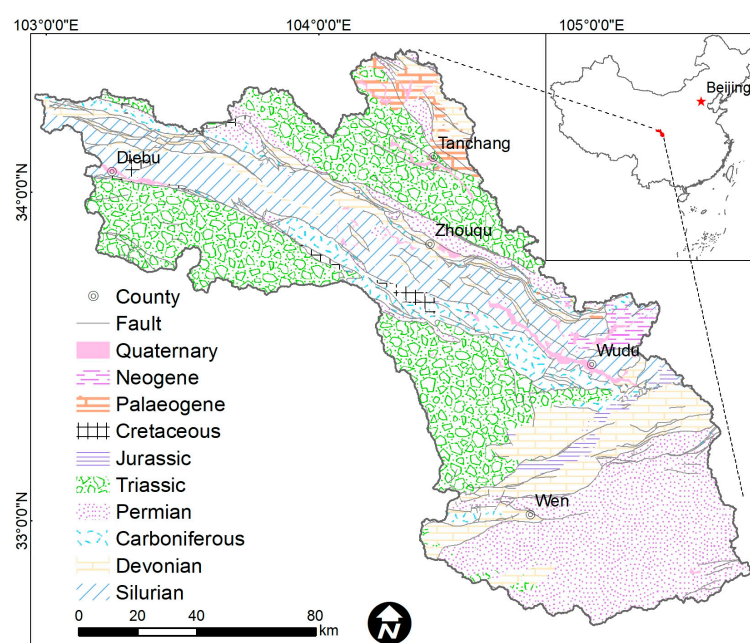 103°0'0"E
104°0'0"E
105°0'0"E
Beijing
Tanchang
Diebu
34°0'0"N
Zhouqu
County
Fault
Quaternary
Neogene
Wudu
Palaeogene
Cretaceous
Jurassic
Triassic
Permian
Wen
33°0'0"N
Carboniferous
Devonian
Silurian
0 20 40 80
km
N